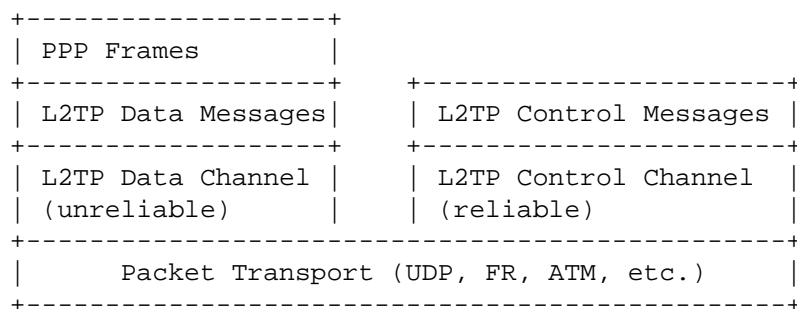 PPP Frames
L2TP Data Messages L2TP Control Messages
L2TP Data Channel L2TP Control Channel
(unreliable) (reliable)
Packet Transport (UDP, FR, ATM, etc.)